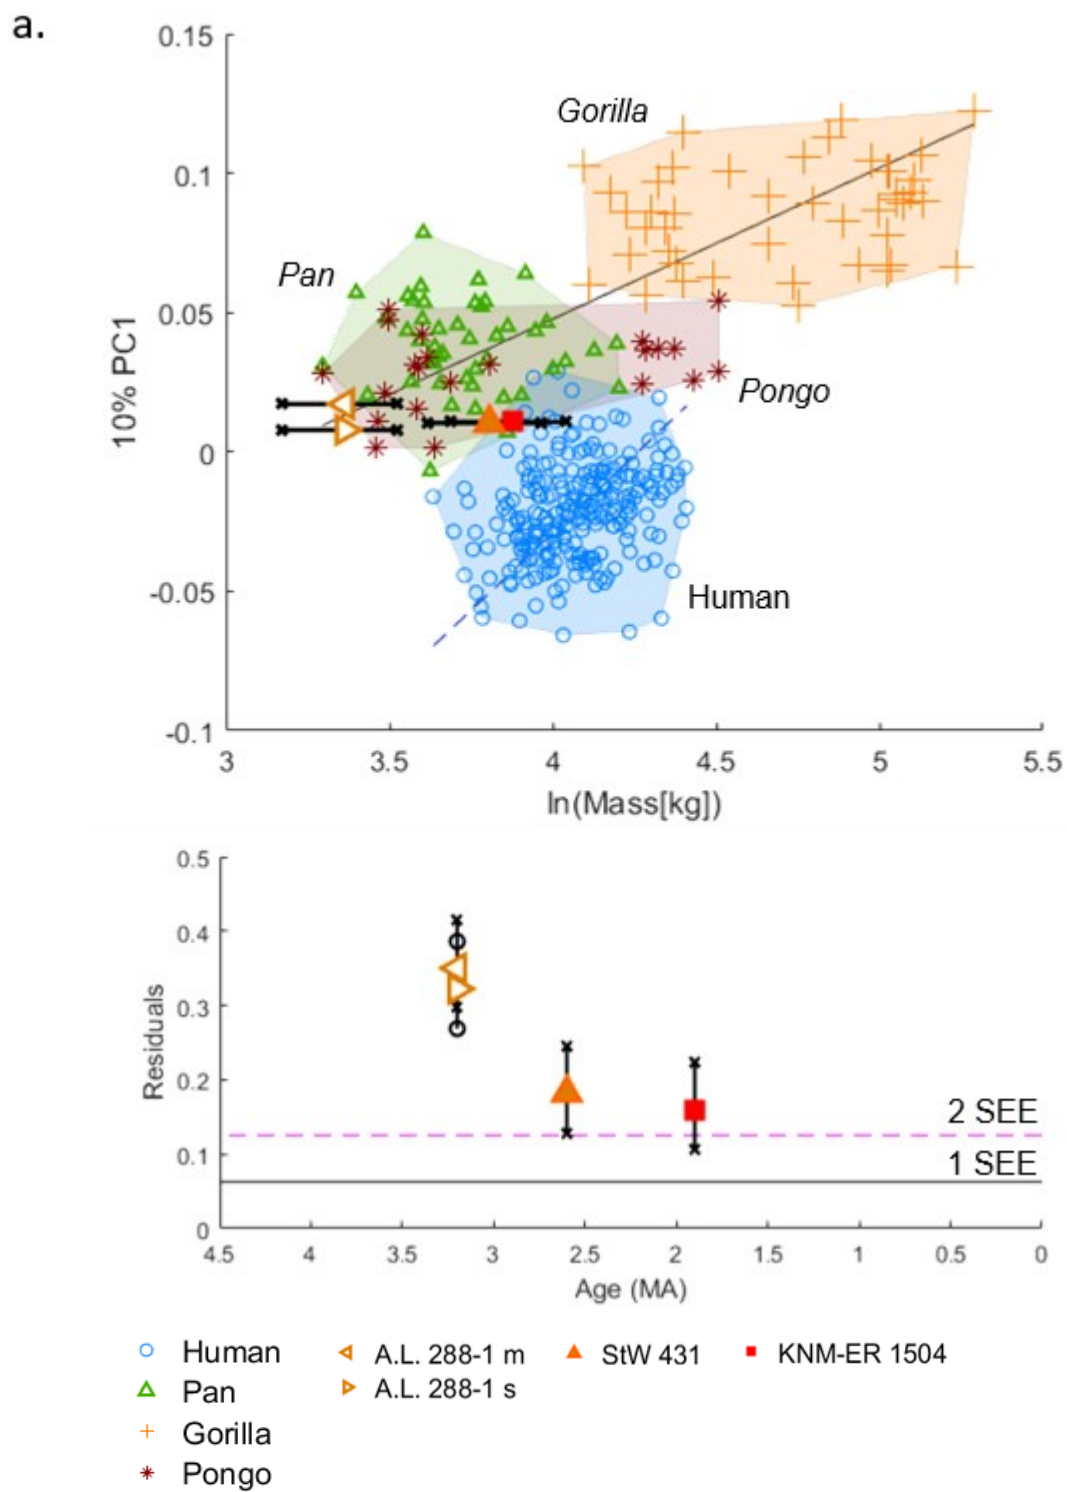 a.
0.15
0.1
0.05
0
-0.05
-0.1
10% PC1
Gorilla
Pan
Pongo
Human
3 3.5 4 4.5 5 5.5
ln(Mass[kg])
0.5
0.4
0.3
0.2
0.1
0
Residuals
2 SEE
1 SEE
4.5 4 3.5 3 2.5 2 1.5 1 0.5 0
Age (MA)
Human A.L. 288-1 m StW 431 KNM-ER 1504
Pan A.L. 288-1 s
Gorilla
Pongo